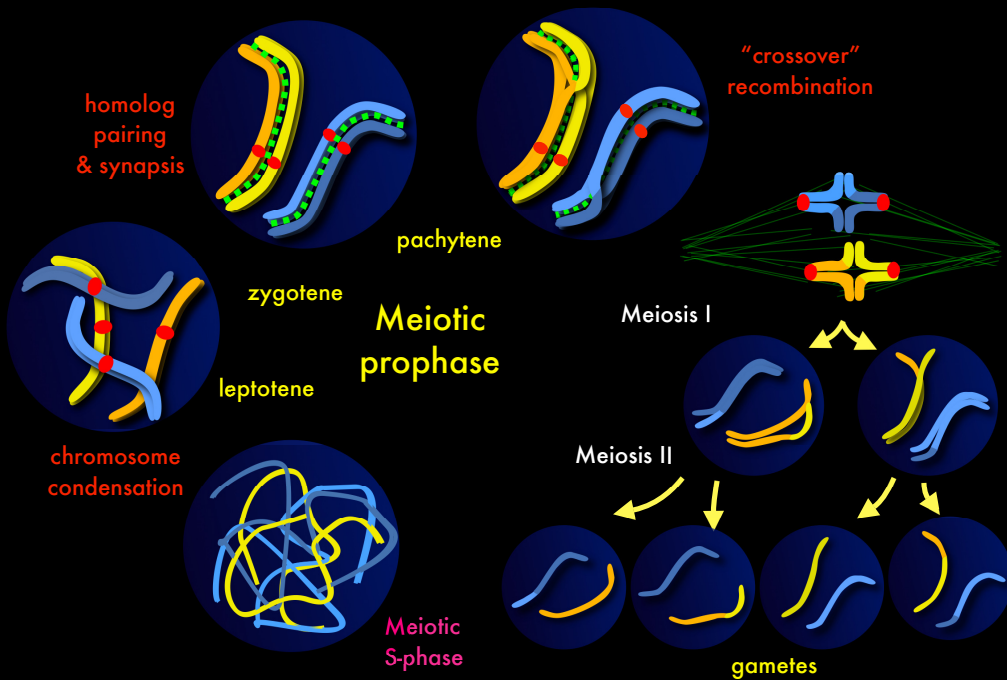 "crossover"
recombination
homolog
pairing
& synapsis
pachytene
zygotene
Meiotic
prophase
Meiosis I
leptotene
chromosome
condensation
Meiosis II
Meiotic
S-phase
gametes